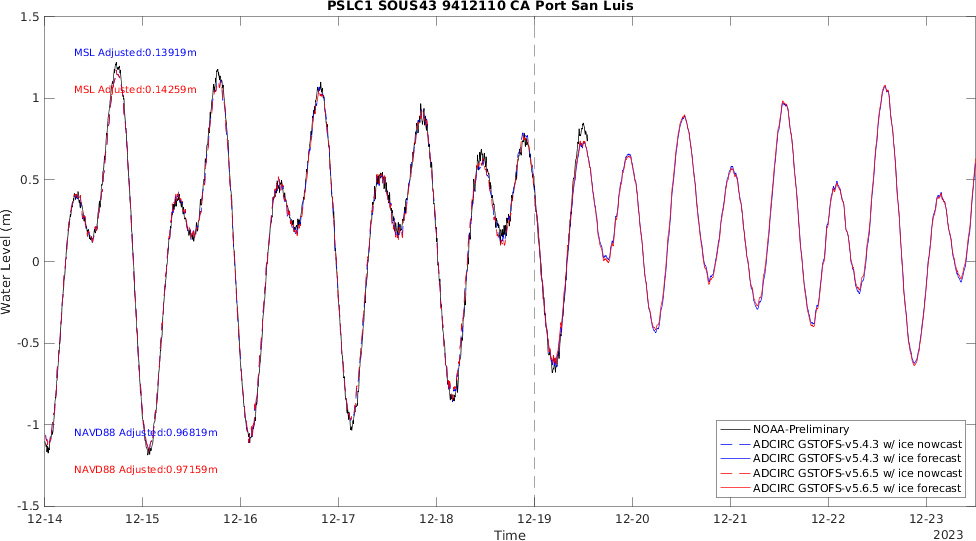 PSLC1 SOUS43 9412110 CA Port San Luis
1.5
MSL Adjusted:0.13919m
1
MSL Adjusted:0.14259m
0.5
Water Level (m)
0
-0.5
-1
NAVD88 Adjusted:0.96819m
NAVD88 Adjusted:0.97159m
-1.5
NOAA-Preliminary
ADCIRC GSTOFS-v5.4.3 w/ ice nowcast
ADCIRC GSTOFS-v5.4.3 w/ ice forecast
ADCIRC GSTOFS-v5.6.5 w/ ice nowcast
ADCIRC GSTOFS-v5.6.5 w/ ice forecast
12-14 12-15 12-16 12-17 12-18 12-19 12-20 12-21 12-22 12-23
Time
2023